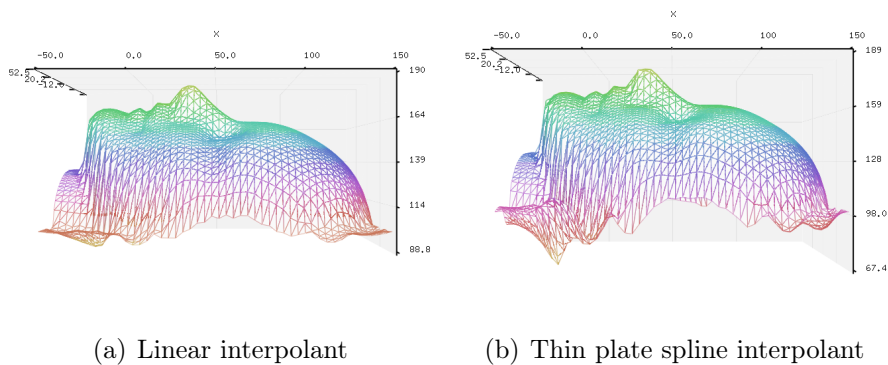 X
-50.0 0.0 50.0 100 150
52.5
20.2
-12.0
190
164
139
114
88.8
X
-50.0 0.0 50.0 100 150
52.5
20.2
-12.0
189
159
128
98.0
67.4
(a) Linear interpolant
(b) Thin plate spline interpolant